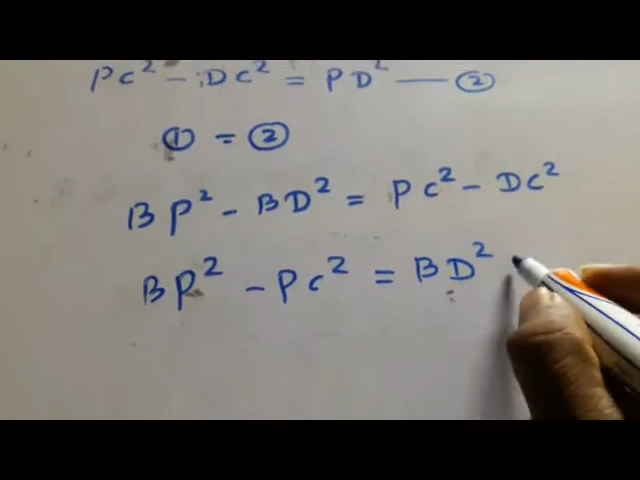 PC² - DC² = PD² — ②
① = ②
BP² - BD² = PC² - DC²
BP² - PC² = BD²